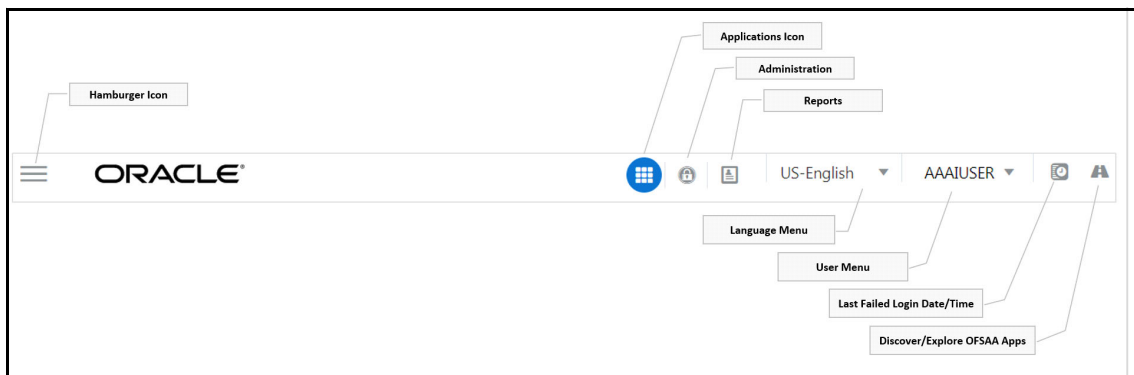 Applications Icon
Administration
Hamburger Icon
Reports
ORACLE®
US-English
AAAIUSER
Language Menu
User Menu
Last Failed Login Date/Time
Discover/Explore OFSAA Apps